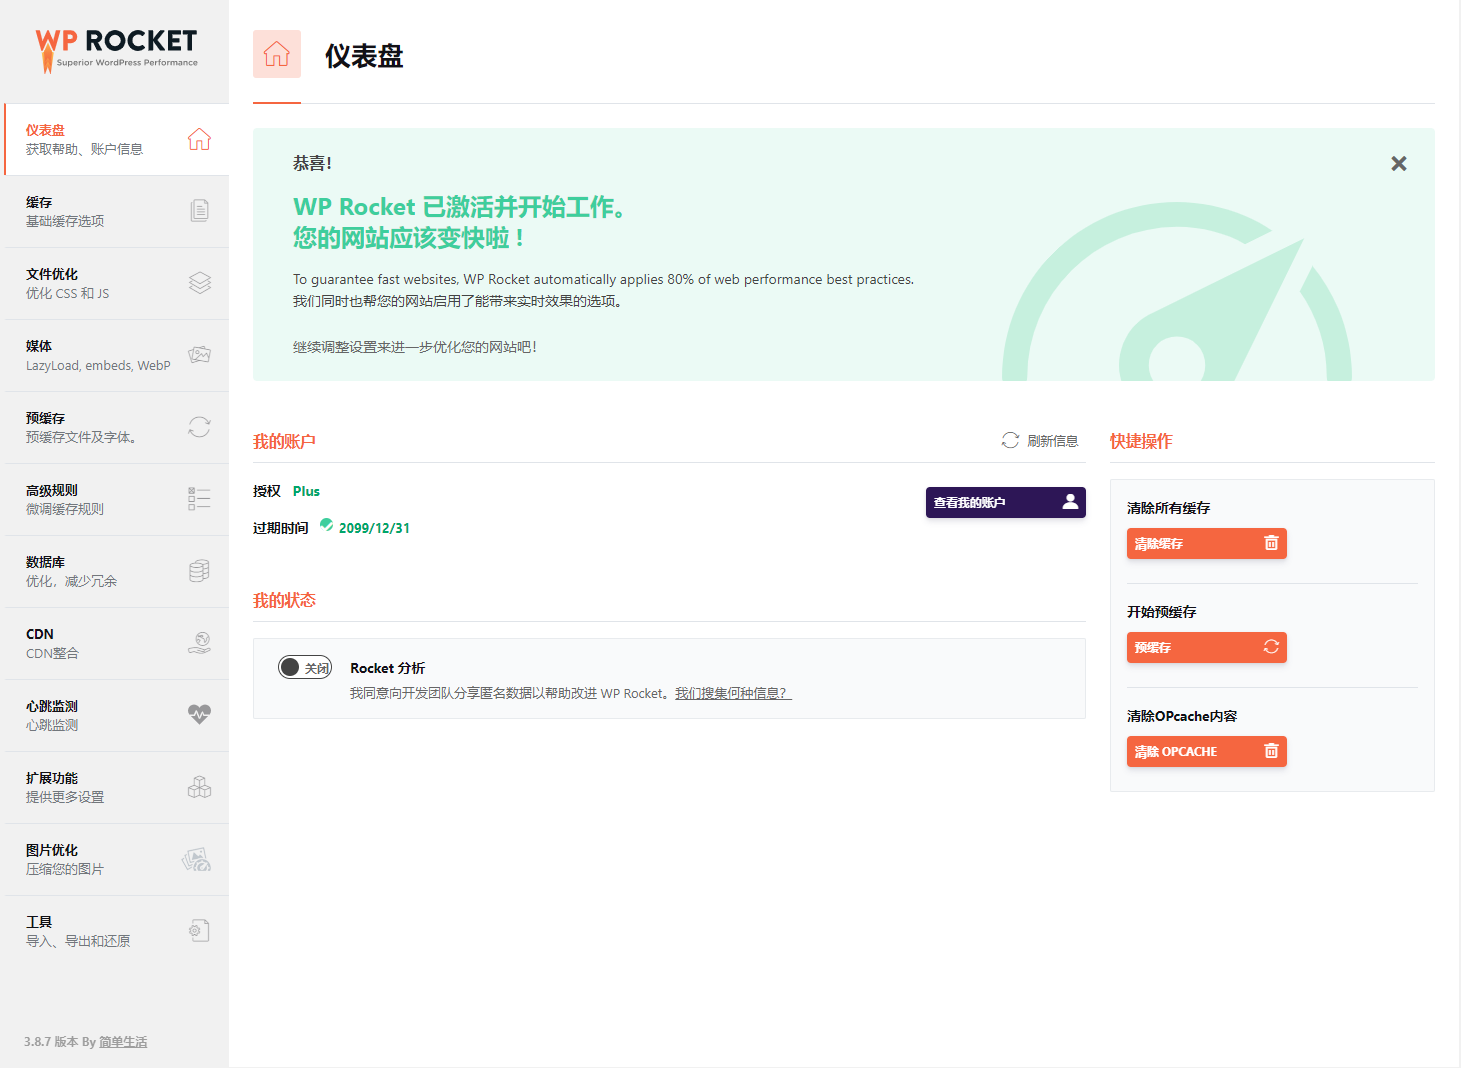 WP ROCKET
Superior WordPress Performance
仪表盘
获取帮助、账户信息
缓存
基础缓存选项
文件优化
优化 CSS 和 JS
媒体
LazyLoad, embeds, WebP
预缓存
预缓存文件及字体。
高级规则
微调缓存规则
数据库
优化，减少冗余
CDN
CDN整合
心跳监测
心跳监测
扩展功能
提供更多设置
图片优化
压缩您的图片
工具
导入、导出和还原
3.8.7 版本 By 简单生活
仪表盘
恭喜！
WP Rocket 已激活并开始工作。
您的网站应该变快啦！
To guarantee fast websites, WP Rocket automatically applies 80% of web performance best practices.
我们同时也帮您的网站启用了能带来实时效果的选项。
继续调整设置来进一步优化您的网站吧！
我的账户
刷新信息
授权 Plus
查看我的账户
过期时间 2099/12/31
我的状态
关闭 Rocket 分析
我同意向开发团队分享匿名数据以帮助改进 WP Rocket。我们搜集何种信息？
快捷操作
清除所有缓存
清除缓存
开始预缓存
预缓存
清除OPcache内容
清除 OPCACHE